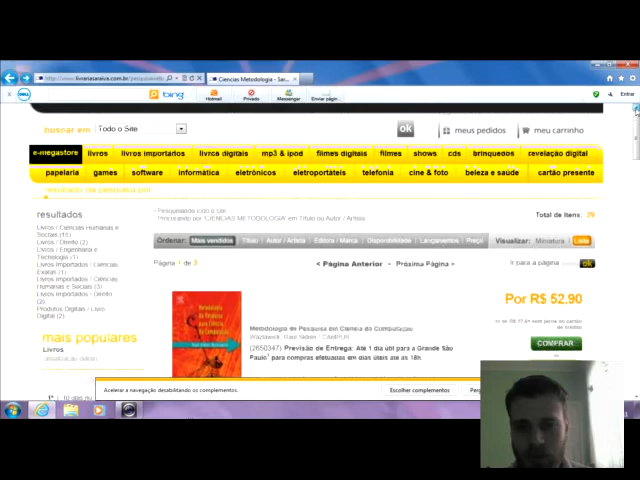 http://www.livrariasaraiva.com.br/pesquisaweb
Ciencias Metodologia - Sar...
DELL
bing
Hotmail
Privado
Messenger
Enviar págin...
Entrar
buscar em
Todo o Site
ok
meus pedidos
meu carrinho
e-megastore livros livros importados livros digitais mp3 & ipod filmes digitais filmes shows cds brinquedos revelação digital
papelaria games software informática eletrônicos eletroportáteis telefonia cine & foto beleza e saúde cartão presente
resultado da pesquisa por
resultados
Livros / Ciências Humanas e
Sociais
Livros / Direito (2)
Livros / Engenharia e
Tecnologia (1)
Livros Importados / Ciências
Exatas (1)
Livros Importados / Ciências
Humanas e Sociais (3)
Livros Importados / Direito
(2)
Produtos Digitais / Livro
Digital (2)
mais populares
Livros
Pesquisando todo o site
Procurando por 'CIENCIAS METODOLOGIA' em Título ou Autor / Artista
Total de itens: 29
Ordenar: Mais vendidos Título Autor / Artista Editora / Marca Disponibilidade Lançamentos Preço
Visualizar: Miniatura Lista
Página 1 de 3
< Página Anterior - Próxima Página >
Ir para a página
ok
Metodologia de Pesquisa em Ciência da Computação
Wazlawick, Raul Sidnei / CAMPUS
(2650347) Previsão de Entrega: Até 1 dia útil para a Grande São
Paulo¹ para compras efetuadas em dias úteis até às 18h
Por R$ 52,90
COMPRAR
Acelerar a navegação desabilitando os complementos.
Escolher complementos